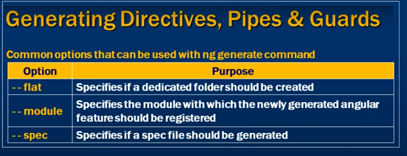 Generating Directives, Pipes & Guards
Common options that can be used with ng generate command
Option Purpose
-- flat Specifies if a dedicated folder should be created
-- module Specifies the module with which the newly generated angular
feature should be registered
-- spec Specifies if a spec file should be generated